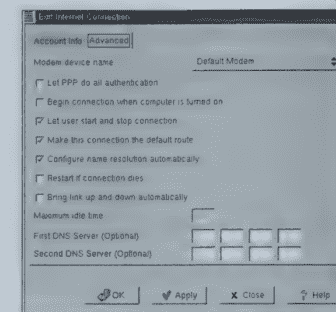 Edit Internet Connection
Account Info Advanced
Modem device name Default Modem
Let PPP do all authentication
Begin connection when computer is turned on
Let user start and stop connection
Make this connection the default route
Configure name resolution automatically
Restart if connection dies
Bring link up and down automatically
Maximum idle time
First DNS Server (Optional)
Second DNS Server (Optional)
OK Apply Close Help